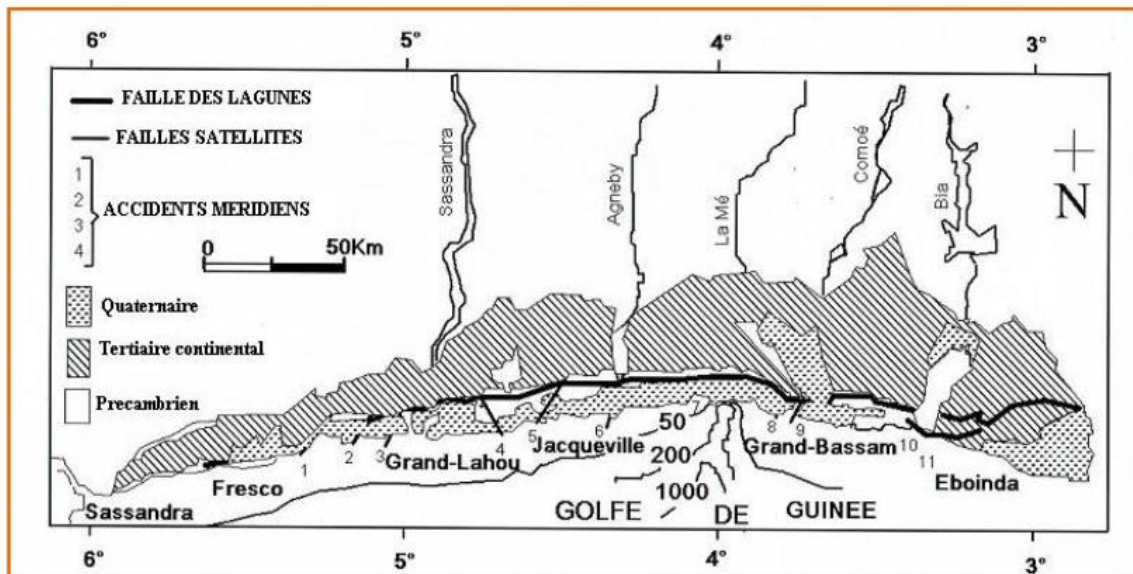 6° 5° 4° 3°
FAILLE DES LAGUNES
FAILLES SATELLITES
1
2
3
4
ACCIDENTS MERIDIENS
0 50Km
Quaternaire
Tertiaire continental
Precambrien
Sassandra
Agneby
La Mé
Comoé
Bia
N
1 2 3 4 5 6 8 9 10 11
Sassandra
Fresco
Grand-Lahou
Jacqueville
Grand-Bassam
Eboinda
50
200
1000
GOLFE DE GUINEE
6° 5° 4° 3°